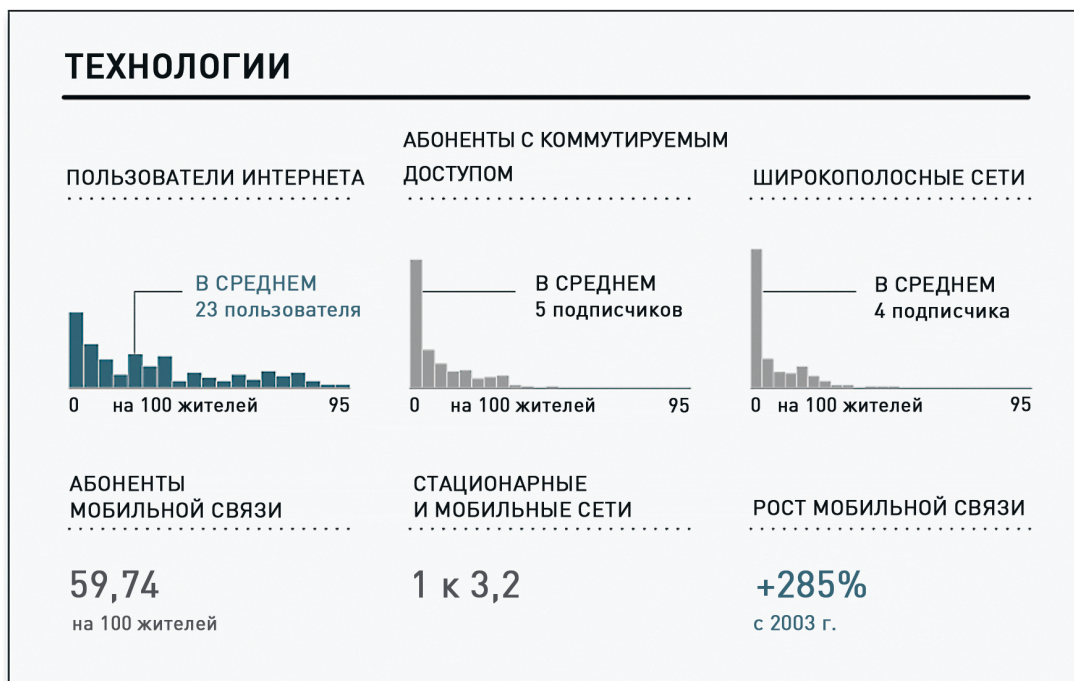 ТЕХНОЛОГИИ
ПОЛЬЗОВАТЕЛИ ИНТЕРНЕТА
В СРЕДНЕМ
23 пользователя
0 на 100 жителей 95
АБОНЕНТЫ С КОММУТИРУЕМЫМ
ДОСТУПОМ
В СРЕДНЕМ
5 подписчиков
0 на 100 жителей 95
ШИРОКОПОЛОСНЫЕ СЕТИ
В СРЕДНЕМ
4 подписчика
0 на 100 жителей 95
АБОНЕНТЫ
МОБИЛЬНОЙ СВЯЗИ
59,74
на 100 жителей
СТАЦИОНАРНЫЕ
И МОБИЛЬНЫЕ СЕТИ
1 к 3,2
РОСТ МОБИЛЬНОЙ СВЯЗИ
+285%
с 2003 г.